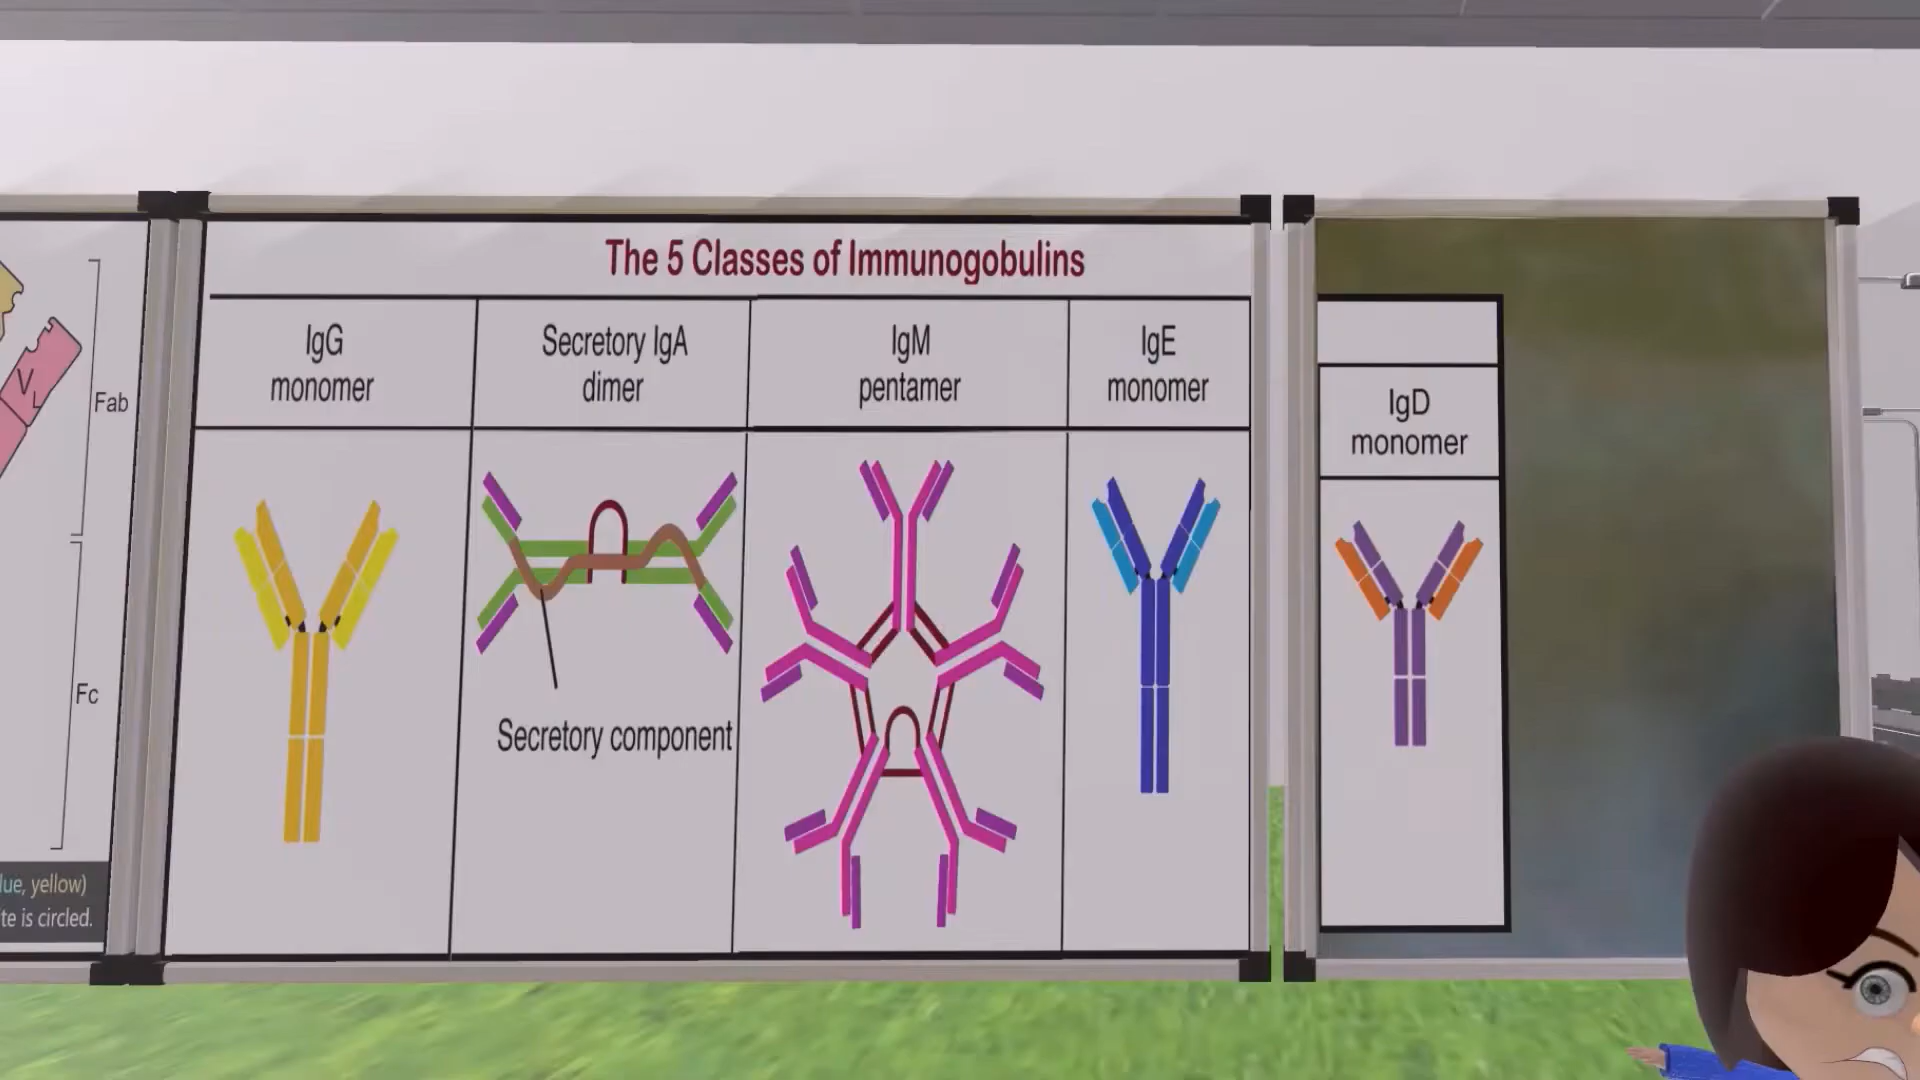 Fab
Fc
lue, yellow)
te is circled.
V
L
The 5 Classes of Immunogobulins
IgG
monomer
Secretory IgA
dimer
IgM
pentamer
IgE
monomer
Secretory component
IgD
monomer